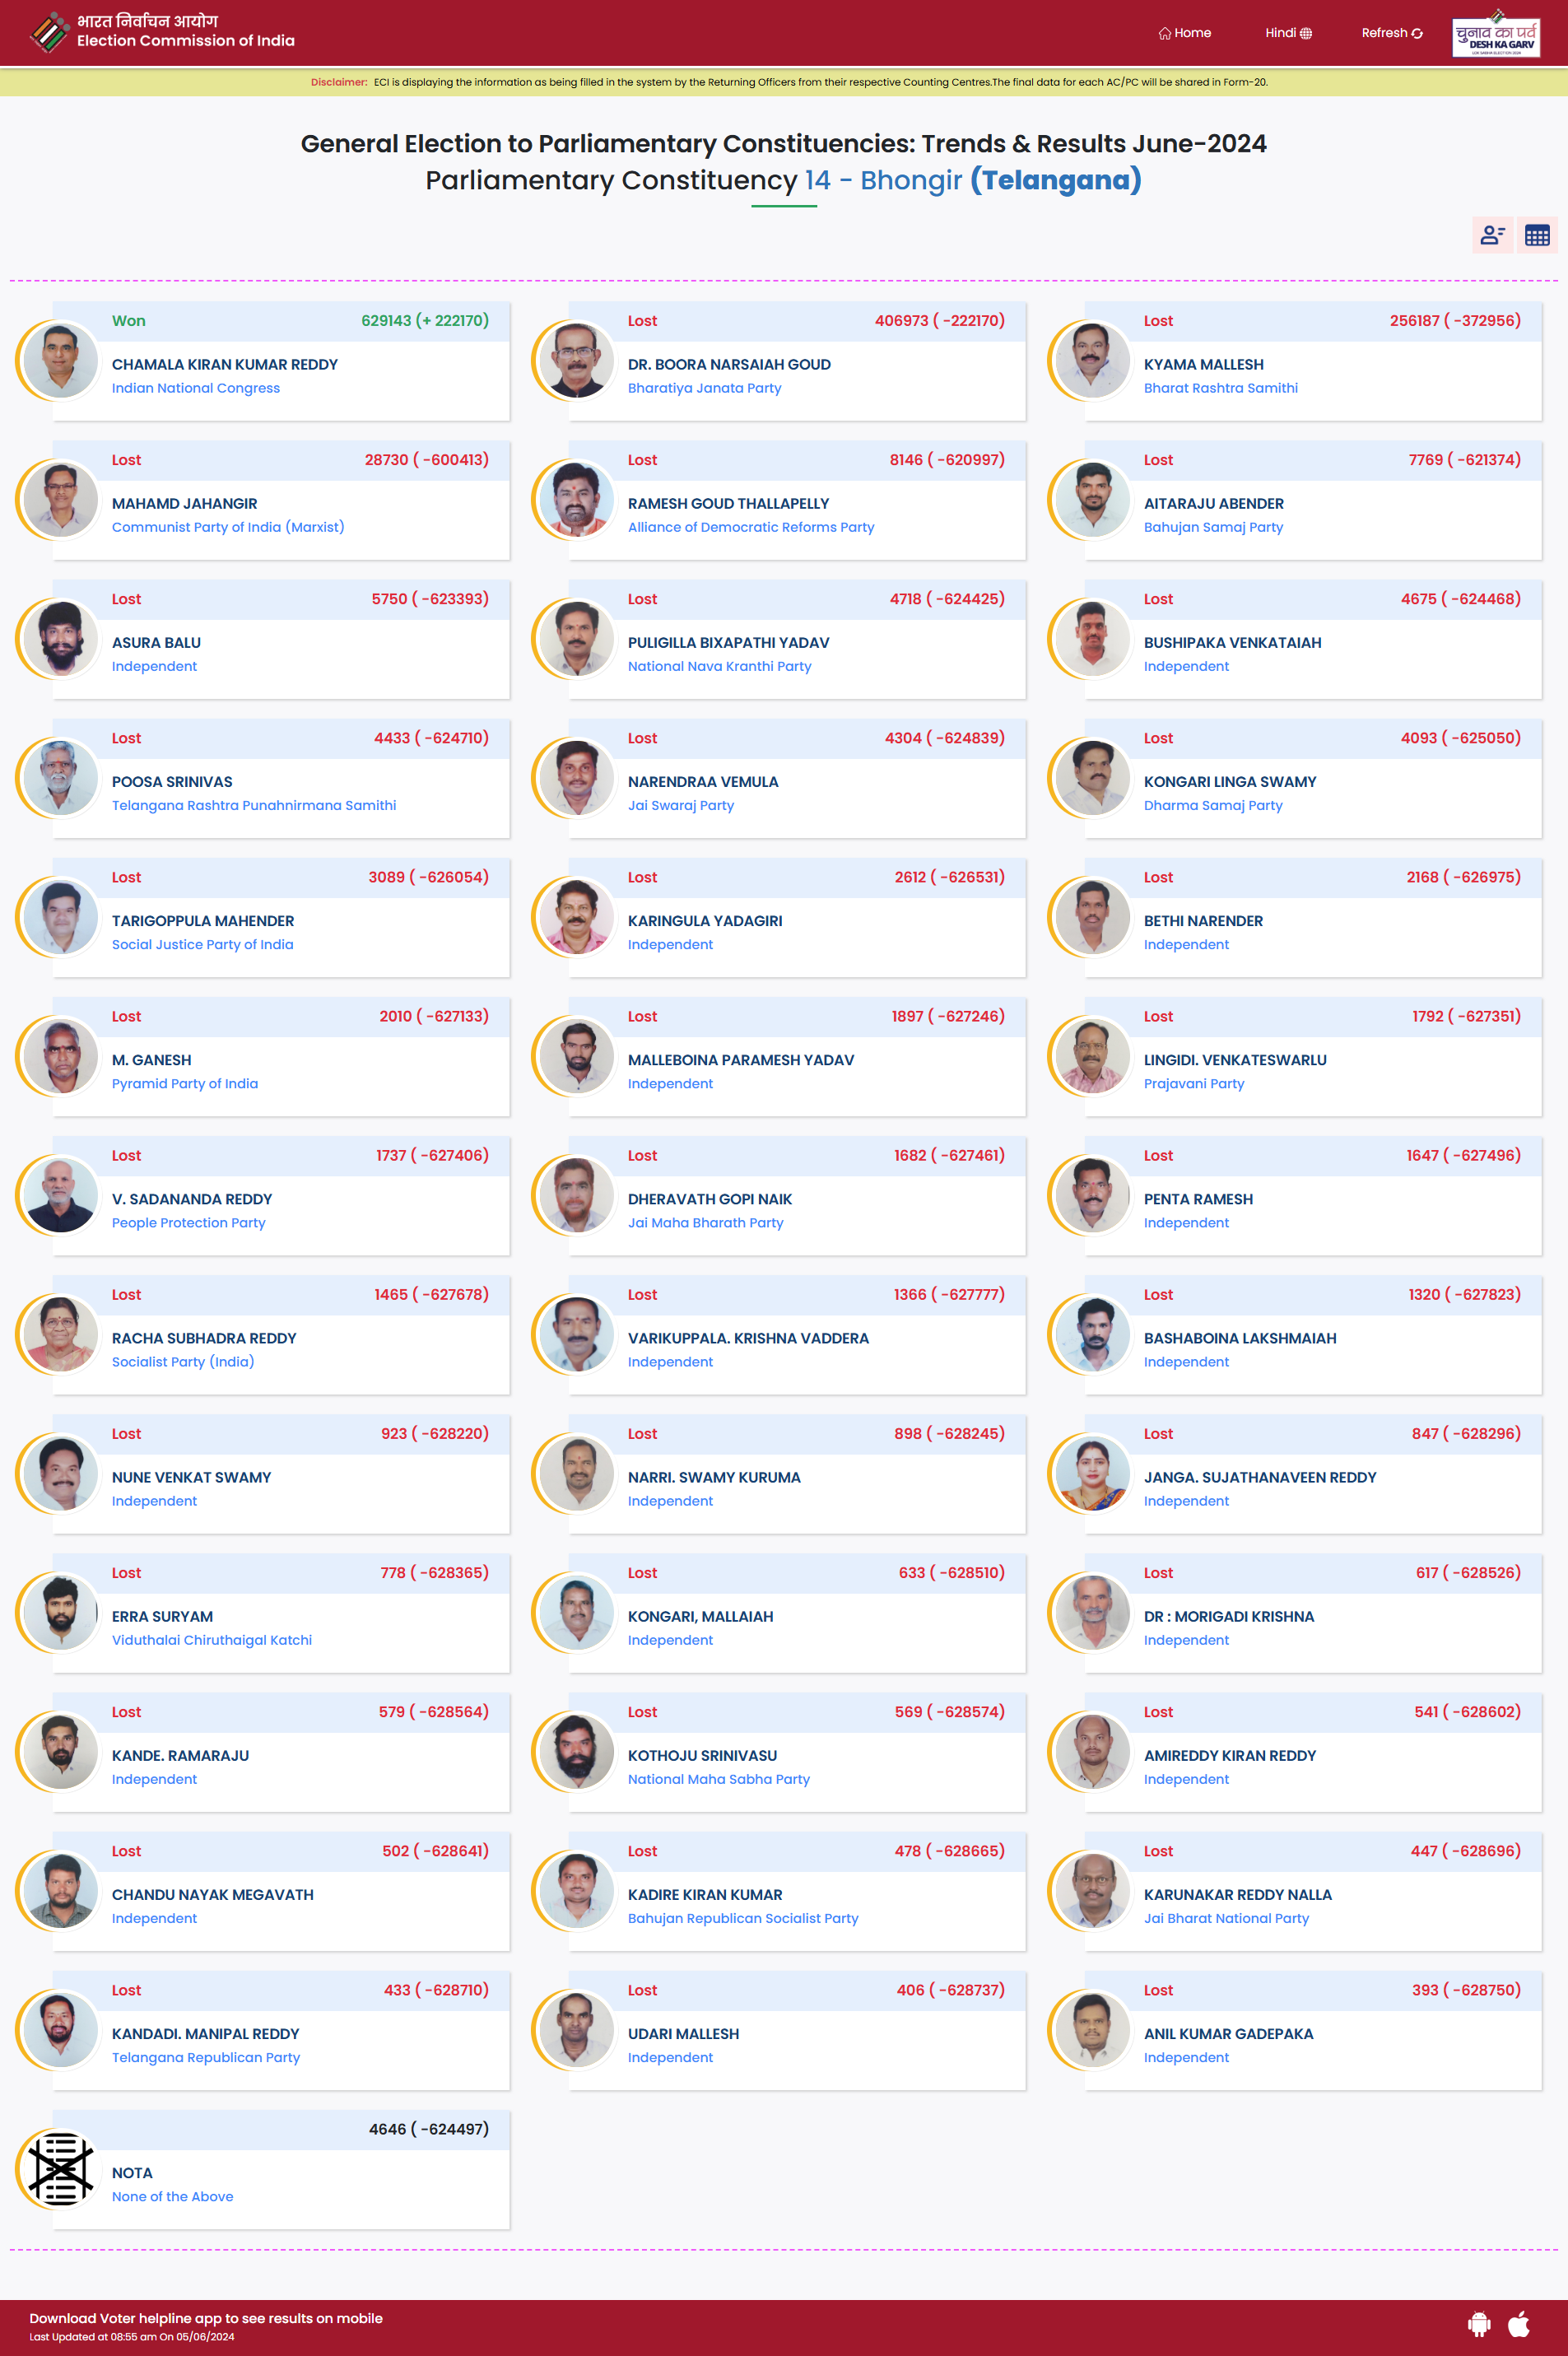 भारत निर्वाचन आयोग
Election Commission of India
Home
Hindi
Refresh
चुनाव का पर्व
DESH KA GARV
LOK SABHA ELECTION 2024
Disclaimer: ECI is displaying the information as being filled in the system by the Returning Officers from their respective Counting Centres.The final data for each AC/PC will be shared in Form-20.
General Election to Parliamentary Constituencies: Trends & Results June-2024
Parliamentary Constituency 14 - Bhongir (Telangana)
Won 629143 (+ 222170)
CHAMALA KIRAN KUMAR REDDY
Indian National Congress
Lost 406973 ( -222170)
DR. BOORA NARSAIAH GOUD
Bharatiya Janata Party
Lost 256187 ( -372956)
KYAMA MALLESH
Bharat Rashtra Samithi
Lost 28730 ( -600413)
MAHAMD JAHANGIR
Communist Party of India (Marxist)
Lost 8146 ( -620997)
RAMESH GOUD THALLAPELLY
Alliance of Democratic Reforms Party
Lost 7769 ( -621374)
AITARAJU ABENDER
Bahujan Samaj Party
Lost 5750 ( -623393)
ASURA BALU
Independent
Lost 4718 ( -624425)
PULIGILLA BIXAPATHI YADAV
National Nava Kranthi Party
Lost 4675 ( -624468)
BUSHIPAKA VENKATAIAH
Independent
Lost 4433 ( -624710)
POOSA SRINIVAS
Telangana Rashtra Punahnirmana Samithi
Lost 4304 ( -624839)
NARENDRAA VEMULA
Jai Swaraj Party
Lost 4093 ( -625050)
KONGARI LINGA SWAMY
Dharma Samaj Party
Lost 3089 ( -626054)
TARIGOPPULA MAHENDER
Social Justice Party of India
Lost 2612 ( -626531)
KARINGULA YADAGIRI
Independent
Lost 2168 ( -626975)
BETHI NARENDER
Independent
Lost 2010 ( -627133)
M. GANESH
Pyramid Party of India
Lost 1897 ( -627246)
MALLEBOINA PARAMESH YADAV
Independent
Lost 1792 ( -627351)
LINGIDI. VENKATESWARLU
Prajavani Party
Lost 1737 ( -627406)
V. SADANANDA REDDY
People Protection Party
Lost 1682 ( -627461)
DHERAVATH GOPI NAIK
Jai Maha Bharath Party
Lost 1647 ( -627496)
PENTA RAMESH
Independent
Lost 1465 ( -627678)
RACHA SUBHADRA REDDY
Socialist Party (India)
Lost 1366 ( -627777)
VARIKUPPALA. KRISHNA VADDERA
Independent
Lost 1320 ( -627823)
BASHABOINA LAKSHMAIAH
Independent
Lost 923 ( -628220)
NUNE VENKAT SWAMY
Independent
Lost 898 ( -628245)
NARRI. SWAMY KURUMA
Independent
Lost 847 ( -628296)
JANGA. SUJATHANAVEEN REDDY
Independent
Lost 778 ( -628365)
ERRA SURYAM
Viduthalai Chiruthaigal Katchi
Lost 633 ( -628510)
KONGARI, MALLAIAH
Independent
Lost 617 ( -628526)
DR : MORIGADI KRISHNA
Independent
Lost 579 ( -628564)
KANDE. RAMARAJU
Independent
Lost 569 ( -628574)
KOTHOJU SRINIVASU
National Maha Sabha Party
Lost 541 ( -628602)
AMIREDDY KIRAN REDDY
Independent
Lost 502 ( -628641)
CHANDU NAYAK MEGAVATH
Independent
Lost 478 ( -628665)
KADIRE KIRAN KUMAR
Bahujan Republican Socialist Party
Lost 447 ( -628696)
KARUNAKAR REDDY NALLA
Jai Bharat National Party
Lost 433 ( -628710)
KANDADI. MANIPAL REDDY
Telangana Republican Party
Lost 406 ( -628737)
UDARI MALLESH
Independent
Lost 393 ( -628750)
ANIL KUMAR GADEPAKA
Independent
4646 ( -624497)
NOTA
None of the Above
Download Voter helpline app to see results on mobile
Last Updated at 08:55 am On 05/06/2024